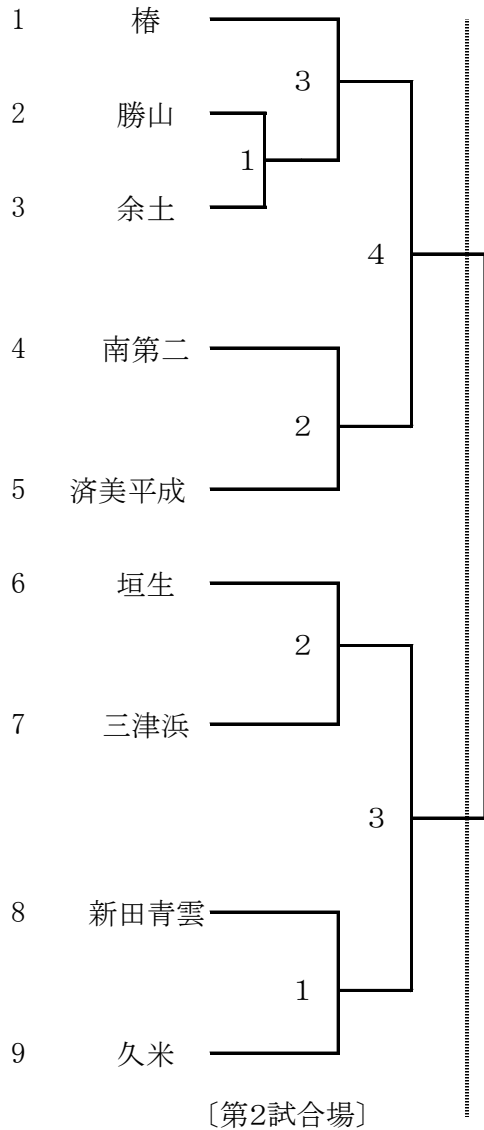 1 椿
3
2 勝山
1
3 余土
4
4 南第二
2
5 済美平成
6 垣生
2
7 三津浜
3
8 新田青雲
1
9 久米
〔第2試合場〕